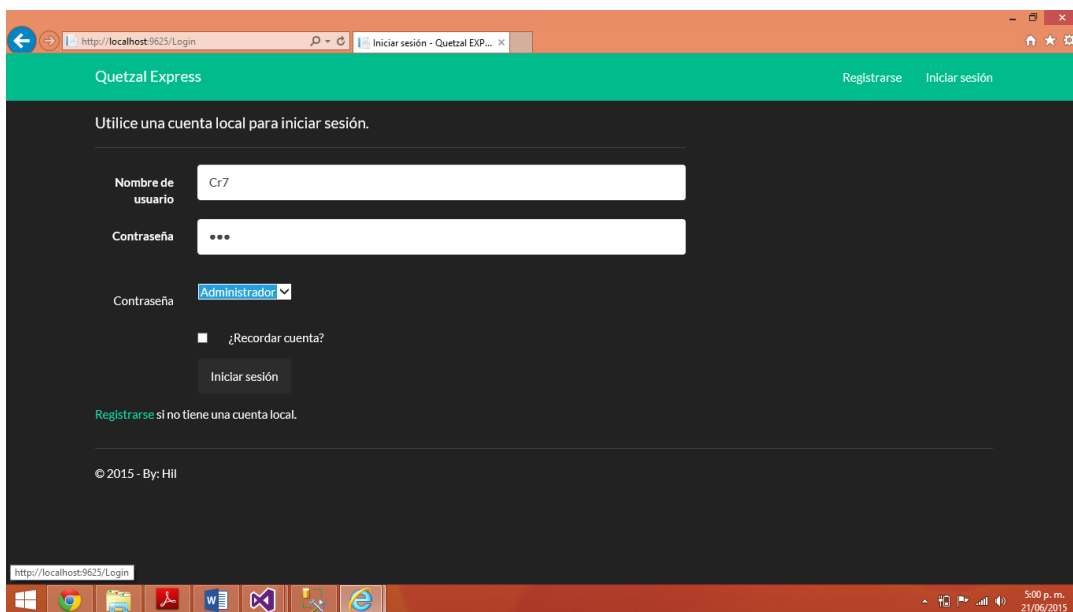 http://localhost:9625/Login
Iniciar sesión - Quetzal EXP...
Quetzal Express
Registrarse
Iniciar sesión
Utilice una cuenta local para iniciar sesión.
Nombre de
usuario
Cr7
Contraseña
Contraseña
Administrador
¿Recordar cuenta?
Iniciar sesión
Registrarse si no tiene una cuenta local.
© 2015 - By: Hil
http://localhost:9625/Login
5:00 p. m.
21/06/2015